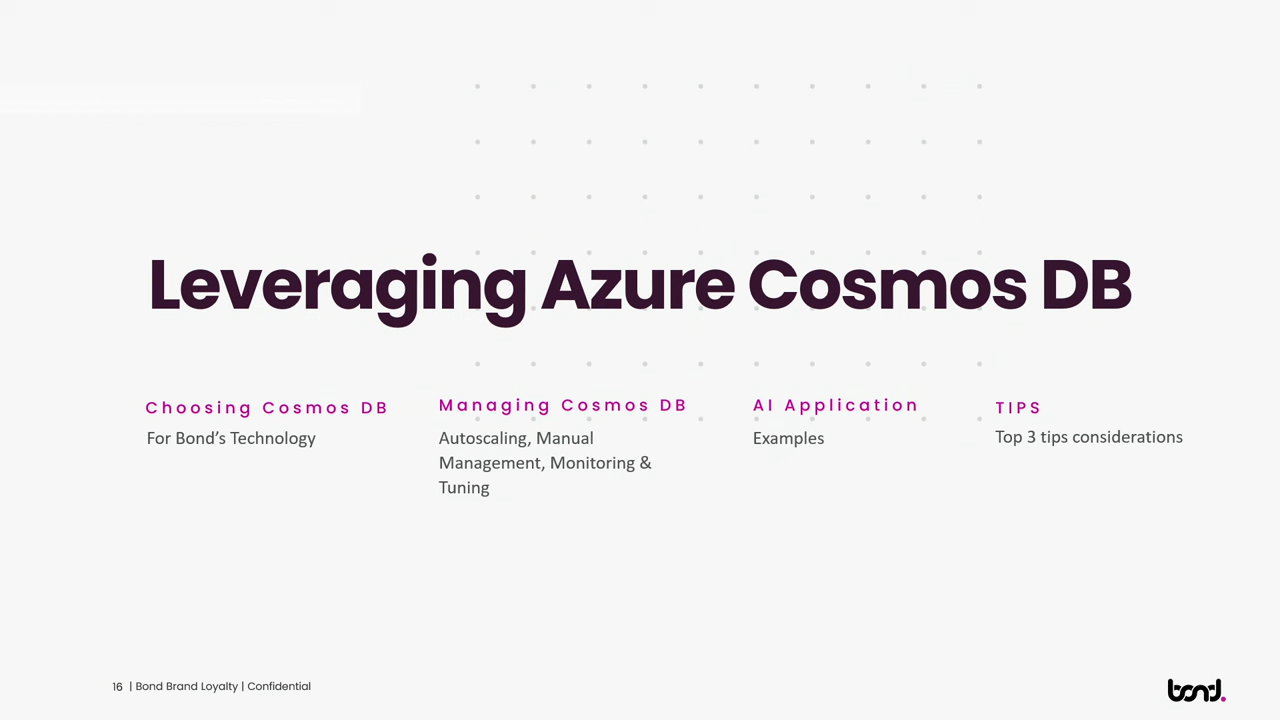 Leveraging Azure Cosmos DB
Choosing Cosmos DB
For Bond’s Technology
Managing Cosmos DB
Autoscaling, Manual
Management, Monitoring &
Tuning
AI Application
Examples
TIPS
Top 3 tips considerations
16 | Bond Brand Loyalty | Confidential
bond.